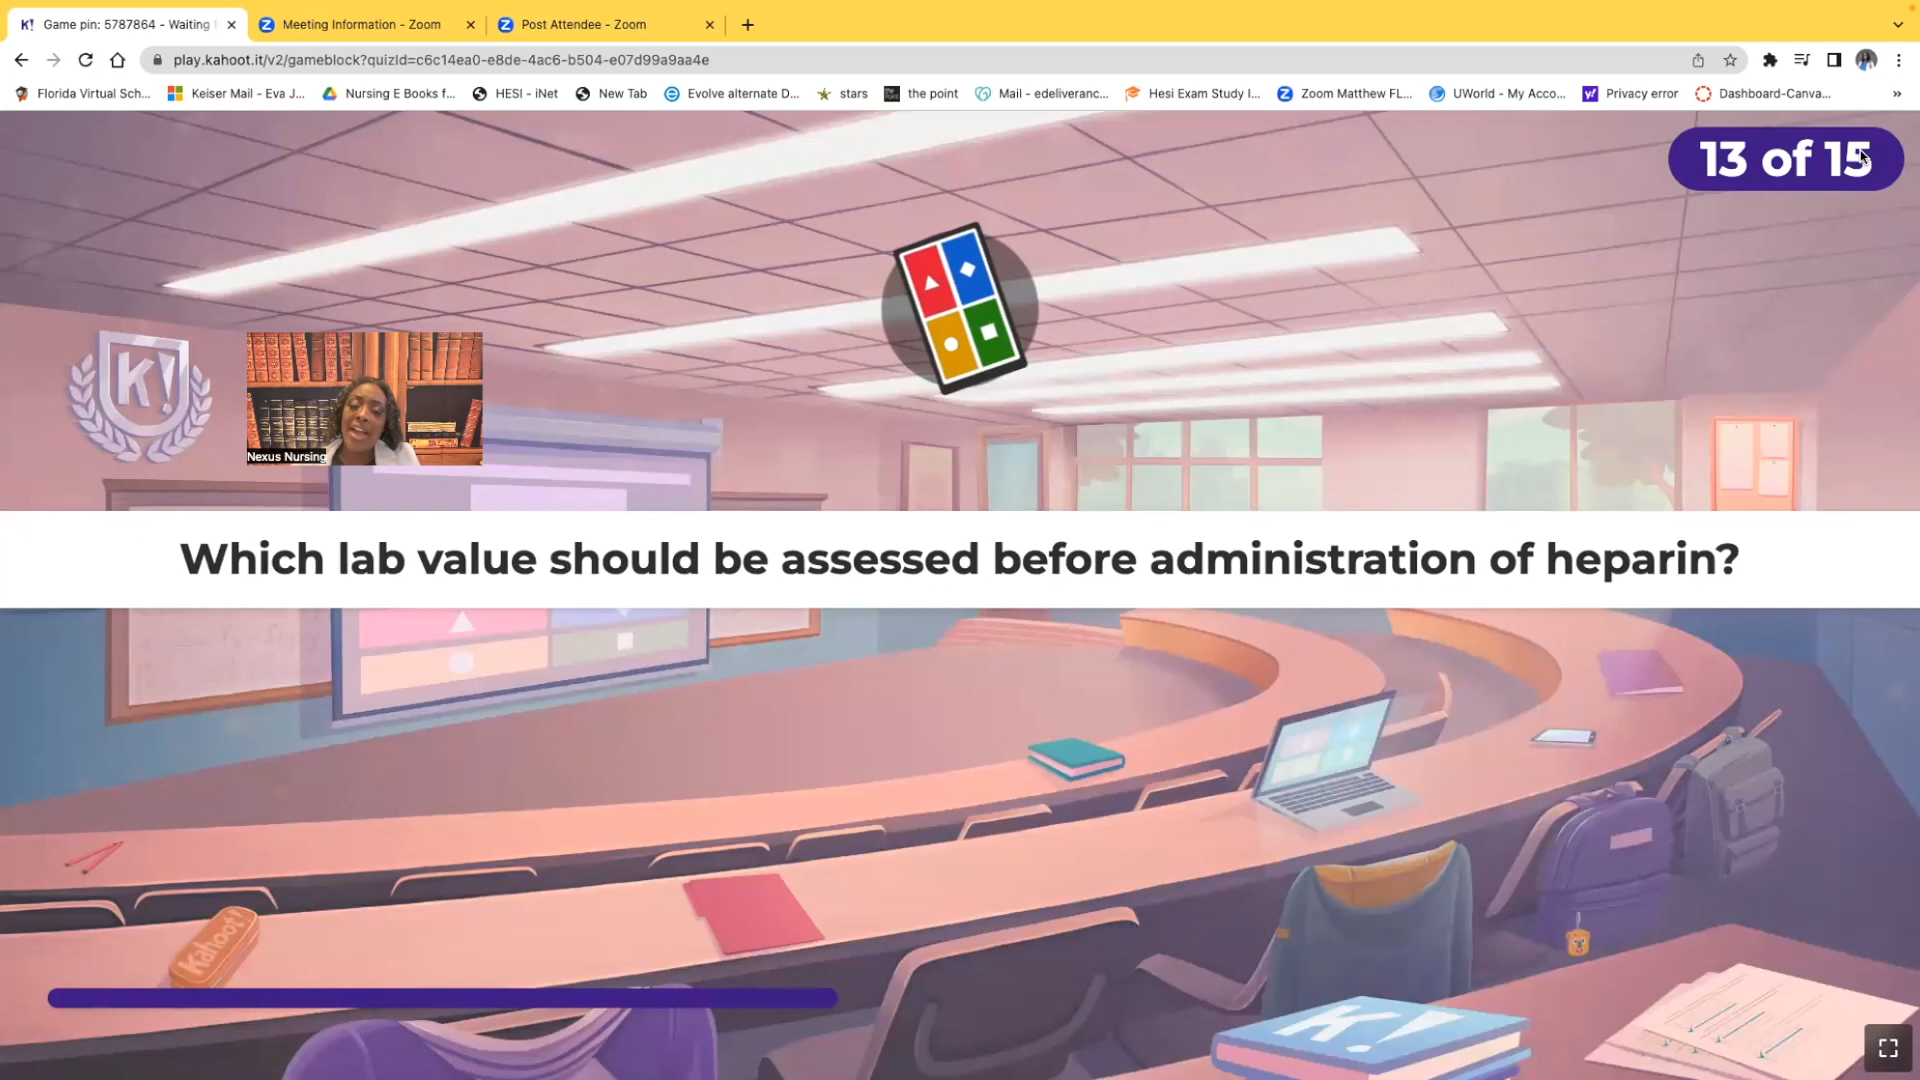 K! Game pin: 5787864 - Waiting
Meeting Information - Zoom
Post Attendee - Zoom
play.kahoot.it/v2/gameblock?quizId=c6c14ea0-e8de-4ac6-b504-e07d99a9aa4e
Florida Virtual Sch...
Keiser Mail - Eva J...
Nursing E Books f...
HESI - iNet
New Tab
Evolve alternate D...
stars
the point
Mail - edeliveranc...
Hesi Exam Study I...
Zoom Matthew FL...
UWorld - My Acco...
Privacy error
Dashboard-Canva...
13 of 15
K!
Nexus Nursing
Which lab value should be assessed before administration of heparin?
Kahoot!
K!